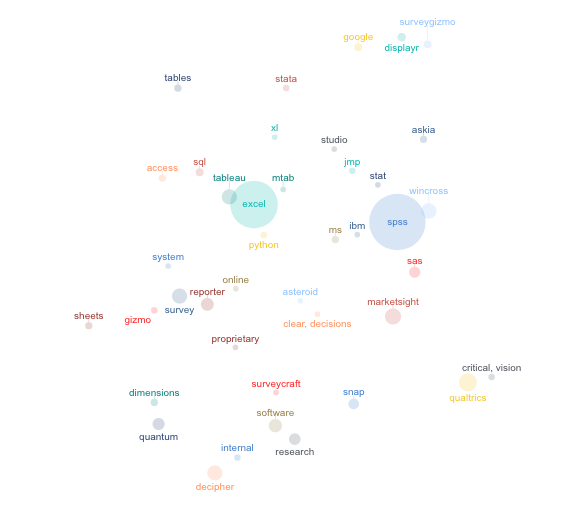 surveygizmo
google
displayr
tables
stata
xl
studio
askia
sql
access
tableau
mtab
jmp
stat
wincross
excel
spss
python
ms
ibm
system
sas
online
reporter
asteroid
marketsight
survey
sheets
gizmo
clear, decisions
proprietary
critical, vision
surveycraft
dimensions
snap
qualtrics
software
quantum
internal
research
decipher